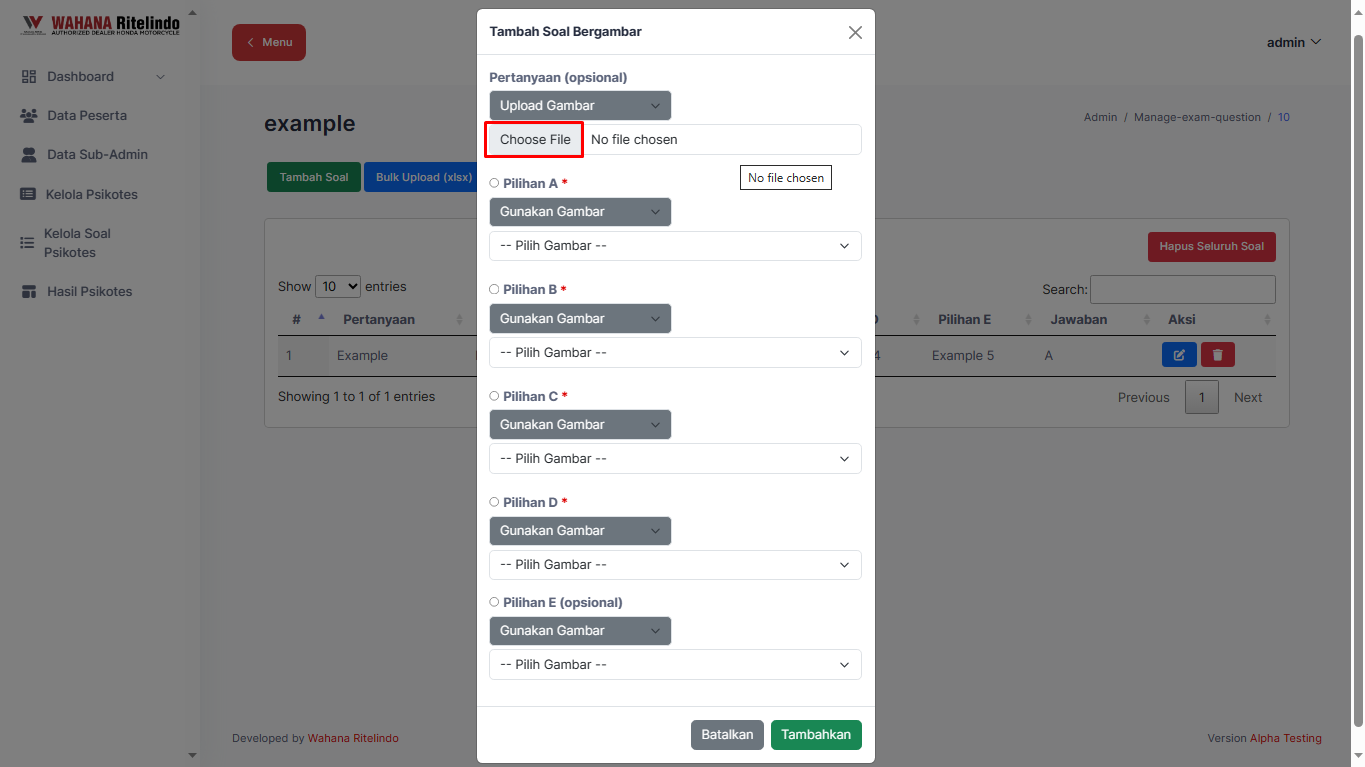 WAHANA Ritelindo
AUTHORIZED DEALER HONDA MOTORCYCLE
Dashboard
Data Peserta
Data Sub-Admin
Kelola Psikotes
Kelola Soal
Psikotes
Hasil Psikotes
Menu
admin
example
Admin / Manage-exam-question / 10
Tambah Soal
Bulk Upload (xlsx)
Hapus Seluruh Soal
Show 10 entries
Search:
# Pertanyaan Pilihan E Jawaban Aksi
1 Example 4 Example 5 A
Showing 1 to 1 of 1 entries
Previous 1 Next
Tambah Soal Bergambar
Pertanyaan (opsional)
Upload Gambar
Choose File No file chosen
No file chosen
Pilihan A *
Gunakan Gambar
-- Pilih Gambar --
Pilihan B *
Gunakan Gambar
-- Pilih Gambar --
Pilihan C *
Gunakan Gambar
-- Pilih Gambar --
Pilihan D *
Gunakan Gambar
-- Pilih Gambar --
Pilihan E (opsional)
Gunakan Gambar
-- Pilih Gambar --
Batalkan
Tambahkan
Developed by Wahana Ritelindo
Version Alpha Testing